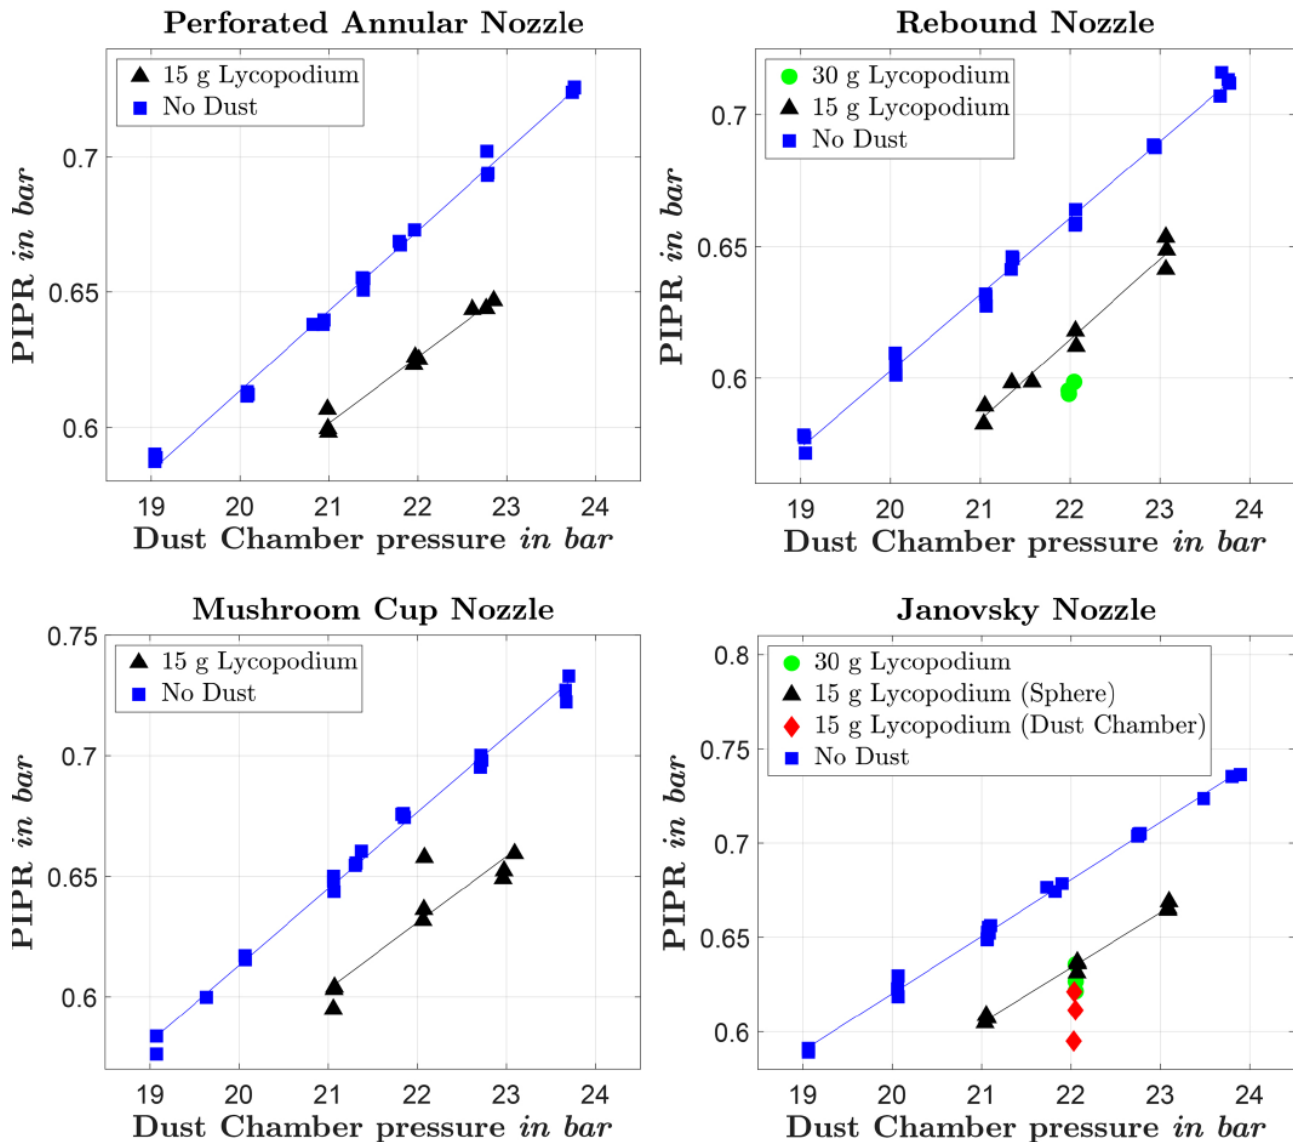 Perforated Annular Nozzle
15 g Lycopodium
No Dust
0.7
0.65
0.6
PIPR in bar
19 20 21 22 23 24
Dust Chamber pressure in bar
Rebound Nozzle
30 g Lycopodium
15 g Lycopodium
No Dust
0.7
0.65
0.6
PIPR in bar
19 20 21 22 23 24
Dust Chamber pressure in bar
Mushroom Cup Nozzle
15 g Lycopodium
No Dust
0.75
0.7
0.65
0.6
PIPR in bar
19 20 21 22 23 24
Dust Chamber pressure in bar
Janovsky Nozzle
30 g Lycopodium
15 g Lycopodium (Sphere)
15 g Lycopodium (Dust Chamber)
No Dust
0.8
0.75
0.7
0.65
0.6
PIPR in bar
19 20 21 22 23 24
Dust Chamber pressure in bar